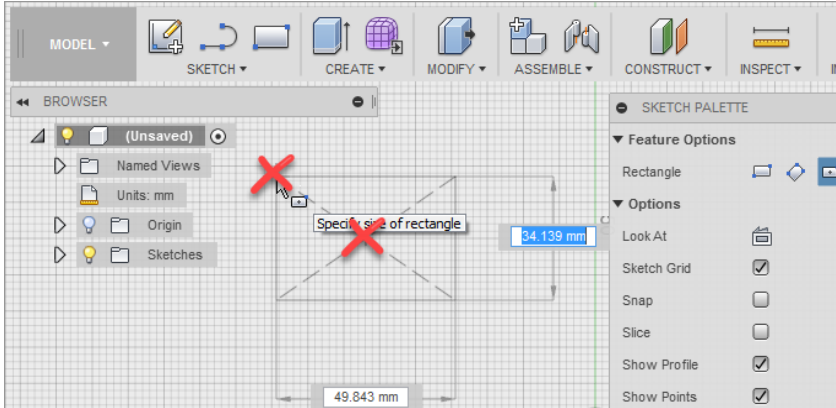 MODEL
SKETCH
CREATE
MODIFY
ASSEMBLE
CONSTRUCT
INSPECT
BROWSER
SKETCH PALETTE
(Unsaved)
Feature Options
Named Views
Rectangle
Units: mm
Options
Origin
Specify size of rectangle
34.139 mm
Look At
Sketches
Sketch Grid
Snap
Slice
Show Profile
49.843 mm
Show Points